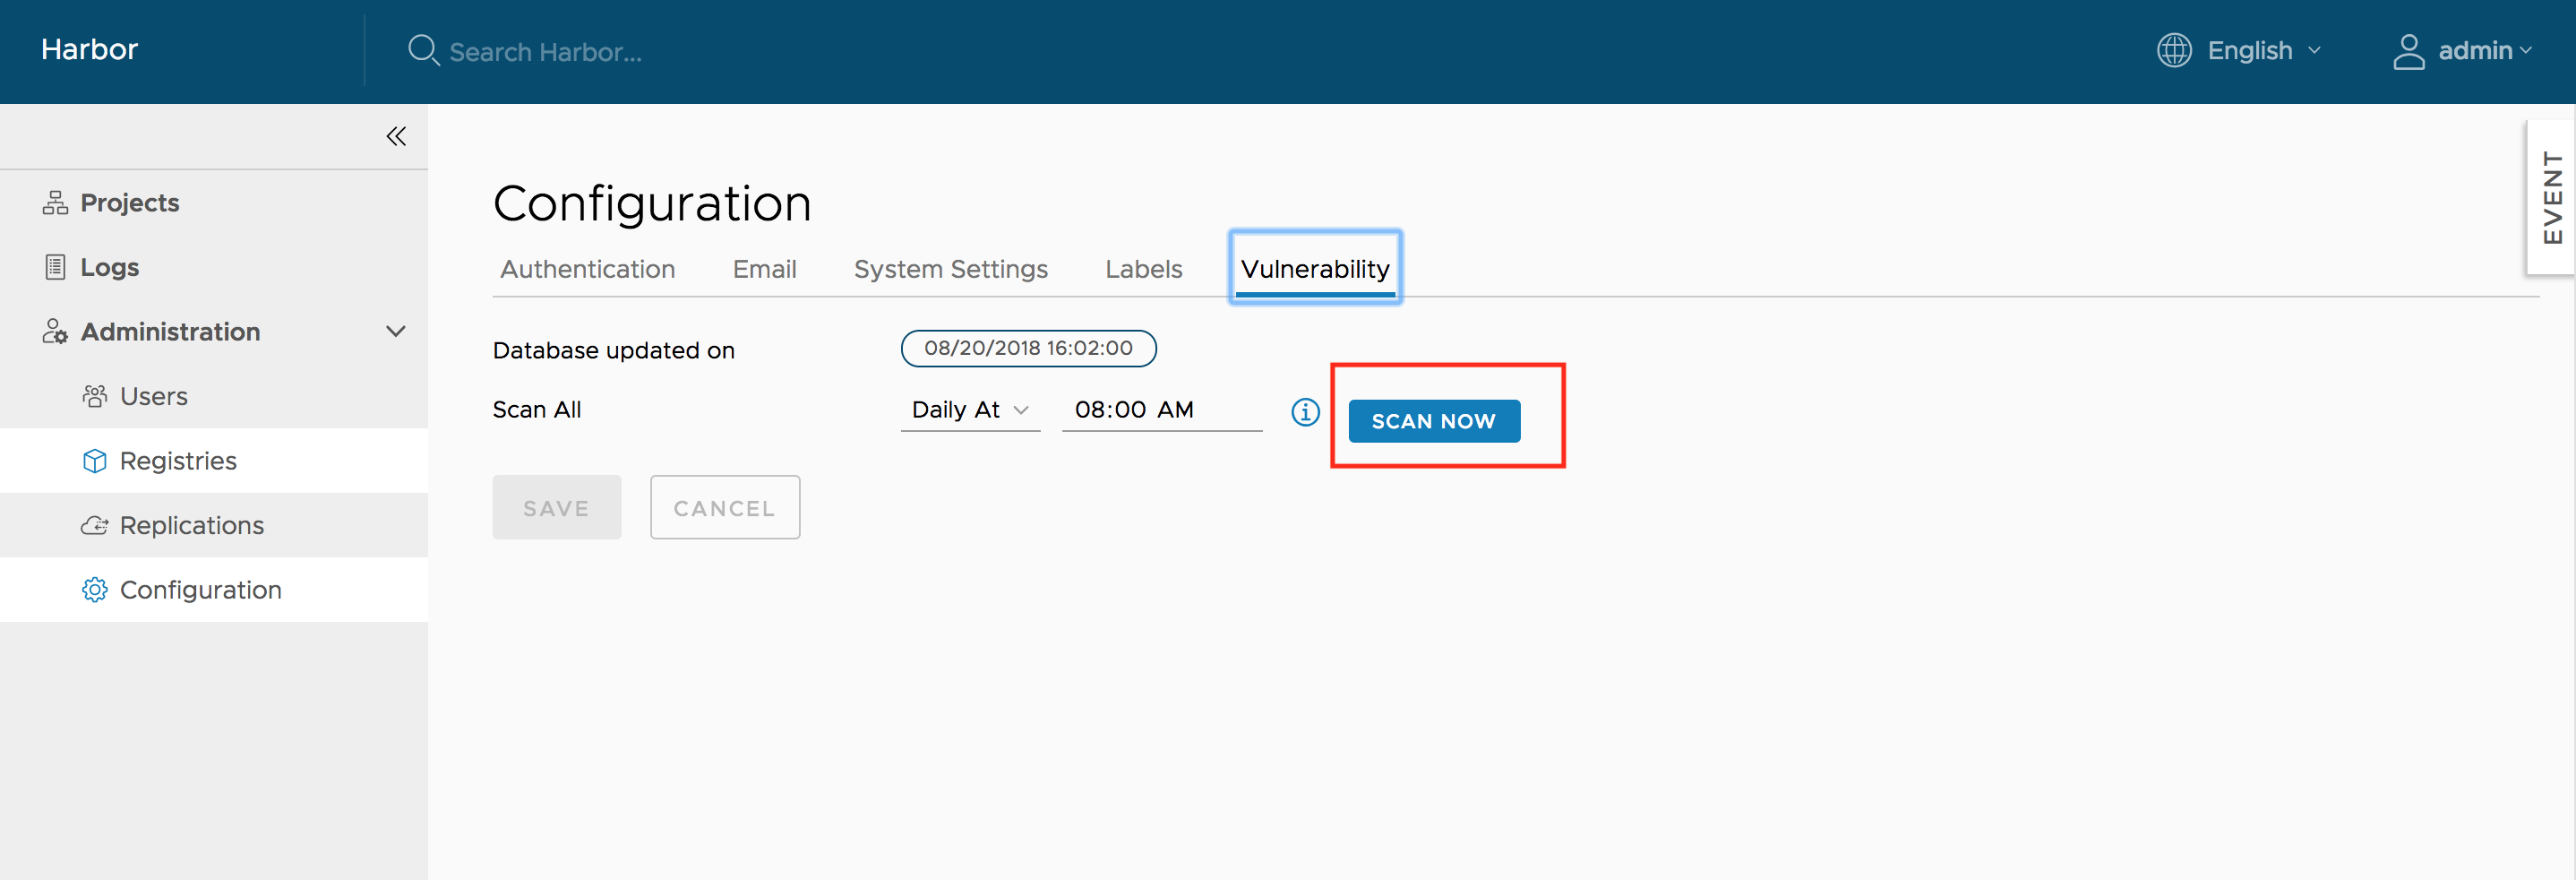 Harbor
Search Harbor...
English
admin
EVENT
Projects
Logs
Administration
Users
Registries
Replications
Configuration
Configuration
Authentication Email System Settings Labels Vulnerability
Database updated on 08/20/2018 16:02:00
Scan All Daily At 08:00 AM SCAN NOW
SAVE CANCEL